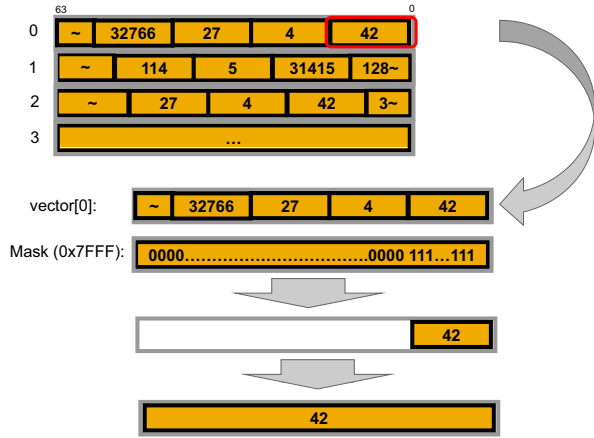 63 0
0 ~ 32766 27 4 42
1 ~ 114 5 31415 128~
2 ~ 27 4 42 3~
3 ...
vector[0]: ~ 32766 27 4 42
Mask (0x7FFF): 0000..................................0000 111...111
42
42